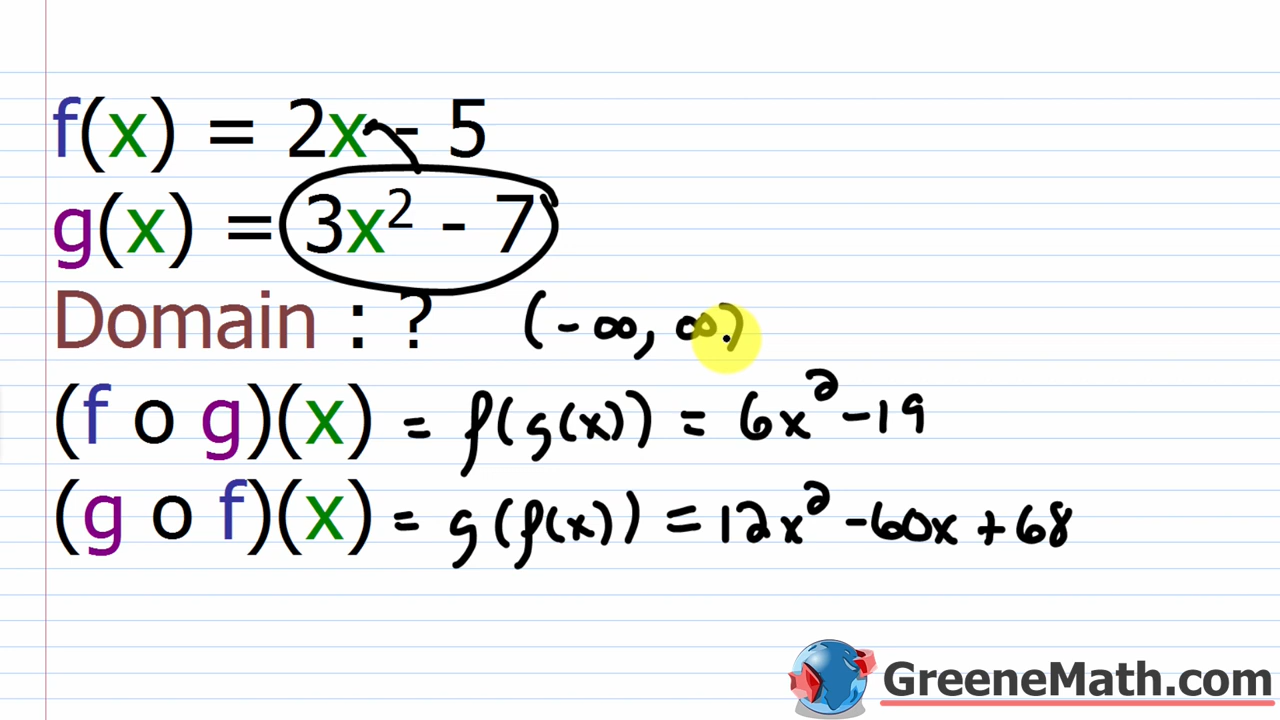 f(x) = 2x - 5
g(x) = 3x² - 7
Domain : ? (-∞, ∞)
(f o g)(x) = f(g(x)) = 6x² - 19
(g o f)(x) = g(f(x)) = 12x² - 60x + 68
GreeneMath.com